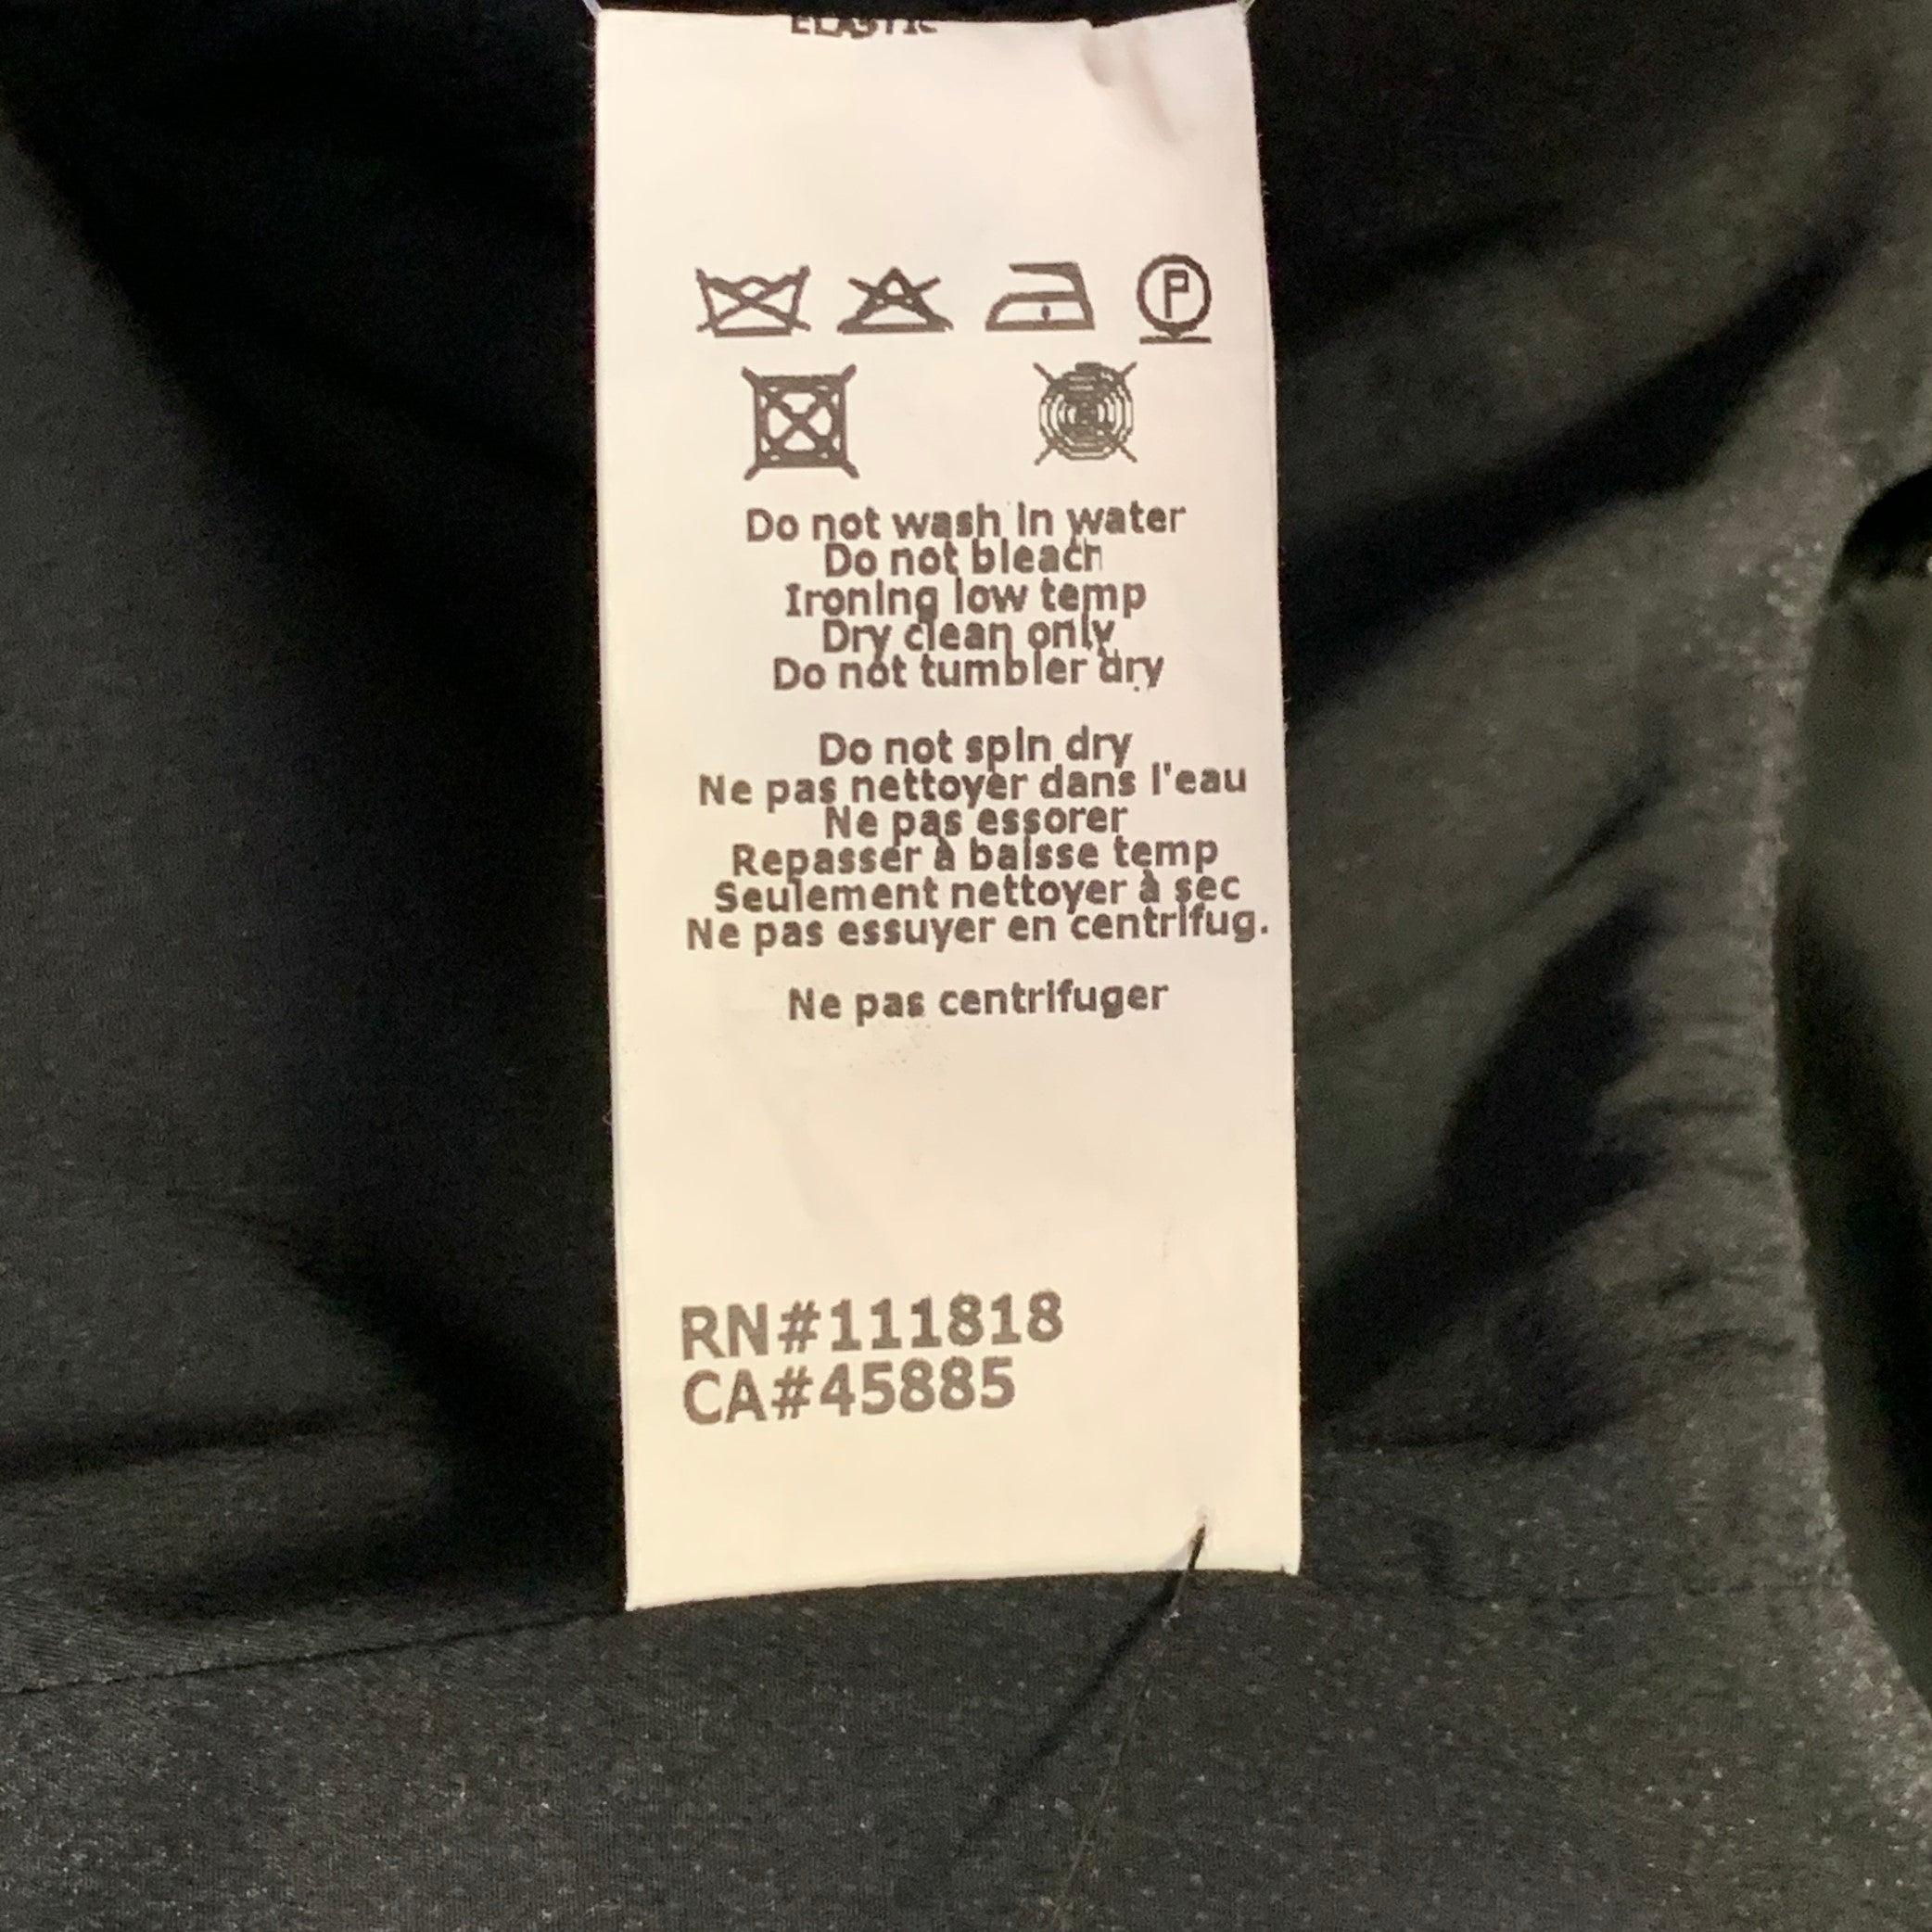 ELASTIC
P
Do not wash in water
Do not bleach
Ironing low temp
Dry clean only
Do not tumbler dry
Do not spin dry
Ne pas nettoyer dans l'eau
Ne pas essorer
Repasser à baisse temp
Seulement nettoyer à sec
Ne pas essuyer en centrifug.
Ne pas centrifuger
RN#111818
CA#45885